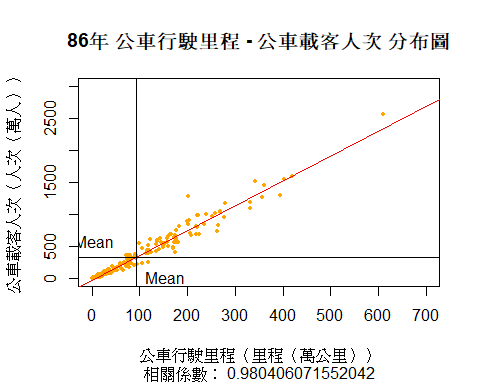 86年 公車行駛里程 - 公車載客人次 分布圖
公車載客人次（人次（萬人））
2500
1500
500
0
Mean
Mean
0 100 200 300 400 500 600 700
公車行駛里程（里程（萬公里））
相關係數： 0.980406071552042